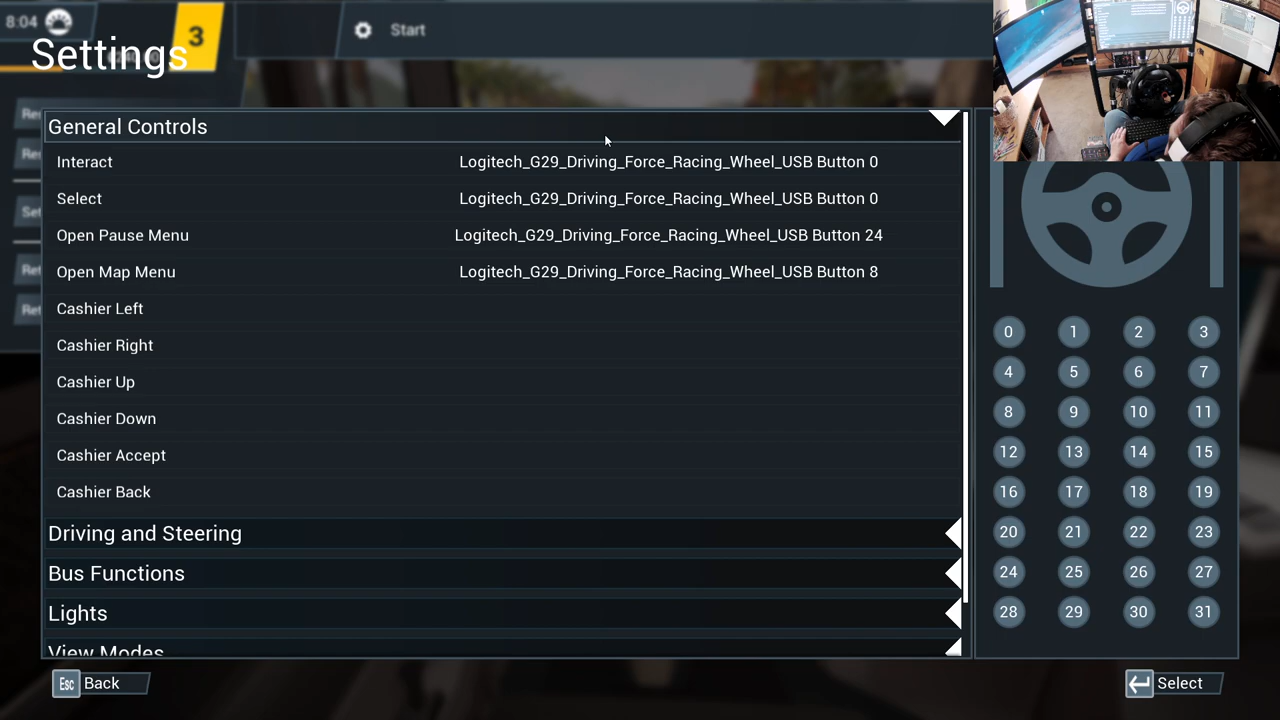 8:04
3
Start
Settings
General Controls
Interact Logitech_G29_Driving_Force_Racing_Wheel_USB Button 0
Select Logitech_G29_Driving_Force_Racing_Wheel_USB Button 0
Open Pause Menu Logitech_G29_Driving_Force_Racing_Wheel_USB Button 24
Open Map Menu Logitech_G29_Driving_Force_Racing_Wheel_USB Button 8
Cashier Left
Cashier Right
Cashier Up
Cashier Down
Cashier Accept
Cashier Back
Driving and Steering
Bus Functions
Lights
View Modes
0 1 2 3
4 5 6 7
8 9 10 11
12 13 14 15
16 17 18 19
20 21 22 23
24 25 26 27
28 29 30 31
Esc Back
Select